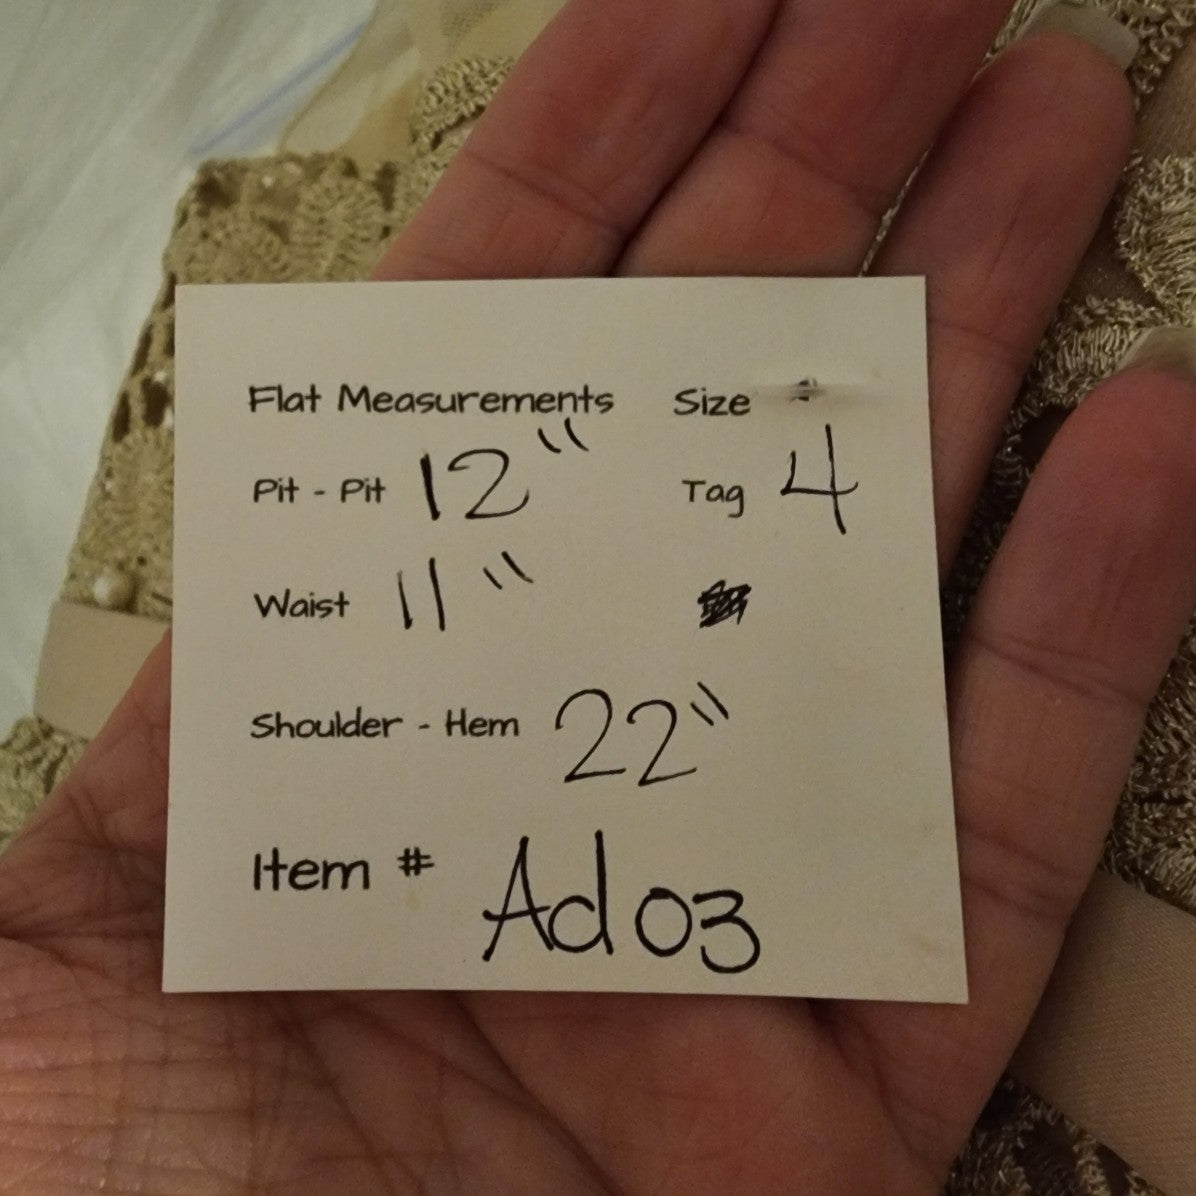 Flat Measurements Size
Pit - Pit 12" Tag 4
Waist 11"
Shoulder - Hem 22"
Item # Ad03